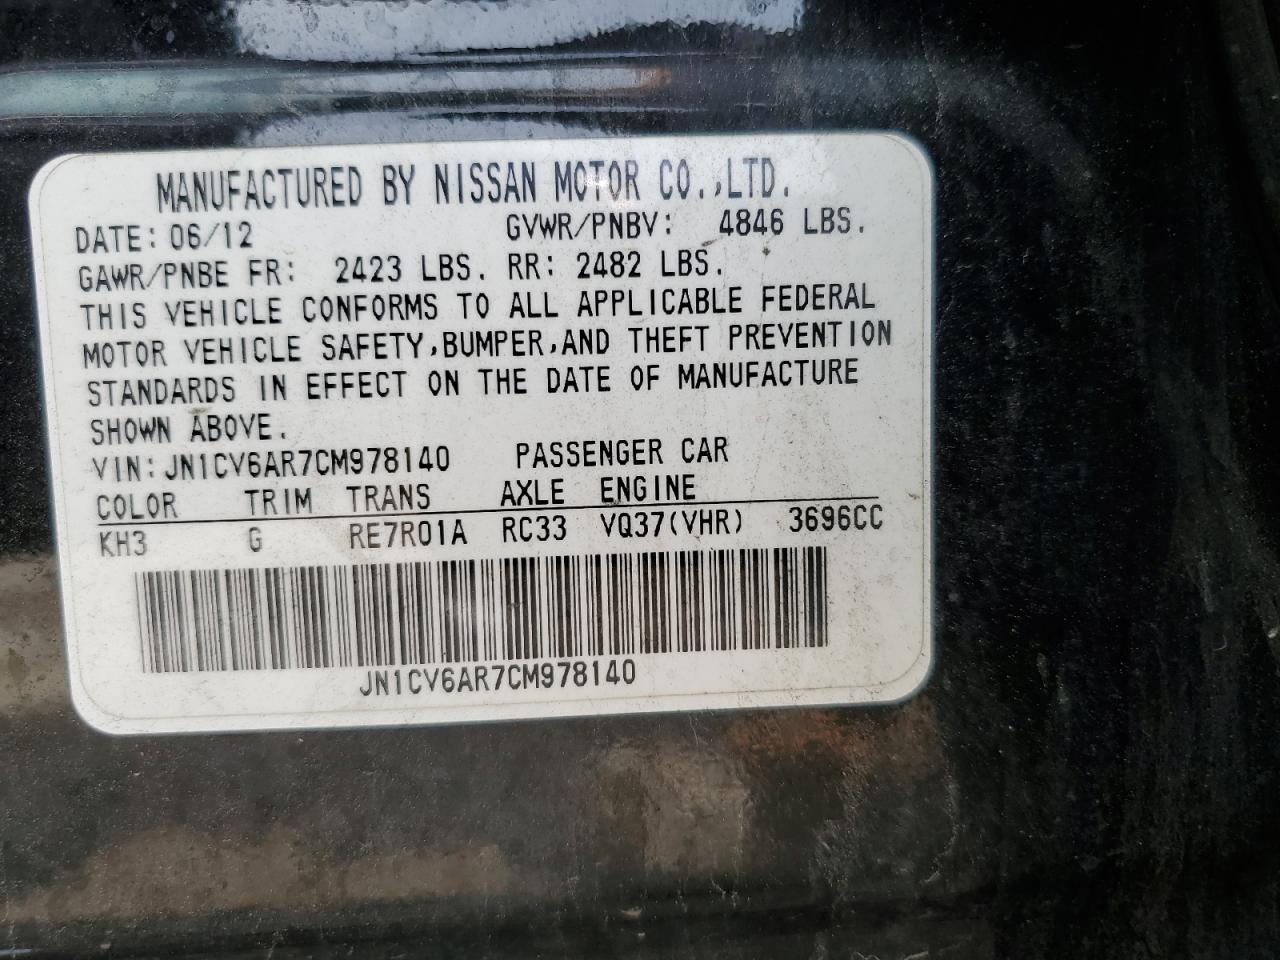 MANUFACTURED BY NISSAN MOTOR CO.,LTD.
DATE: 06/12 GVWR/PNBV: 4846 LBS.
GAWR/PNBE FR: 2423 LBS. RR: 2482 LBS.
THIS VEHICLE CONFORMS TO ALL APPLICABLE FEDERAL
MOTOR VEHICLE SAFETY,BUMPER,AND THEFT PREVENTION
STANDARDS IN EFFECT ON THE DATE OF MANUFACTURE
SHOWN ABOVE.
VIN: JN1CV6AR7CM978140 PASSENGER CAR
COLOR TRIM TRANS AXLE ENGINE
KH3 G RE7R01A RC33 VQ37(VHR) 3696CC
JN1CV6AR7CM978140